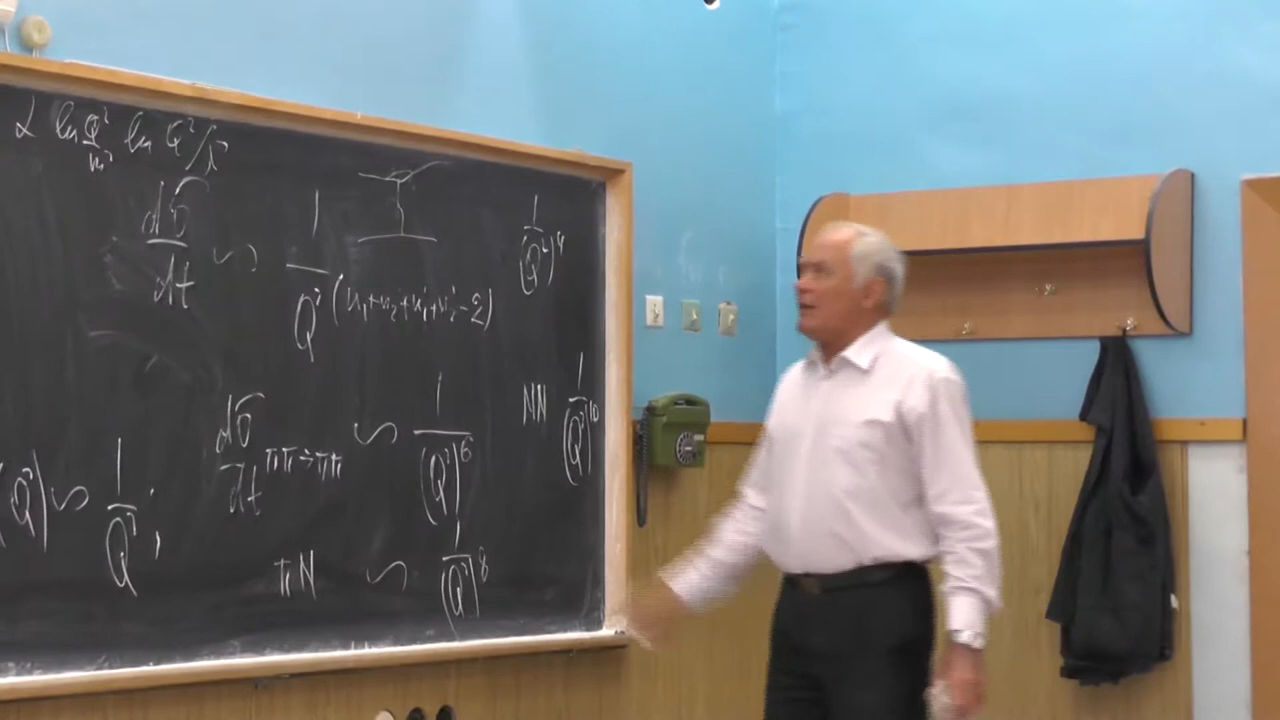 α ln Q²/m² ln Q²/λ²
dσ/dt ~ 1/Q²(n₁+n₂+n₁'+n₂'-2)
1/(Q²)⁴
dσ/dt ππ→ππ ~ 1/(Q²)⁶
NN 1/(Q²)¹⁰
(Q²) ~ 1/Q²;
πN ~ 1/(Q²)⁸